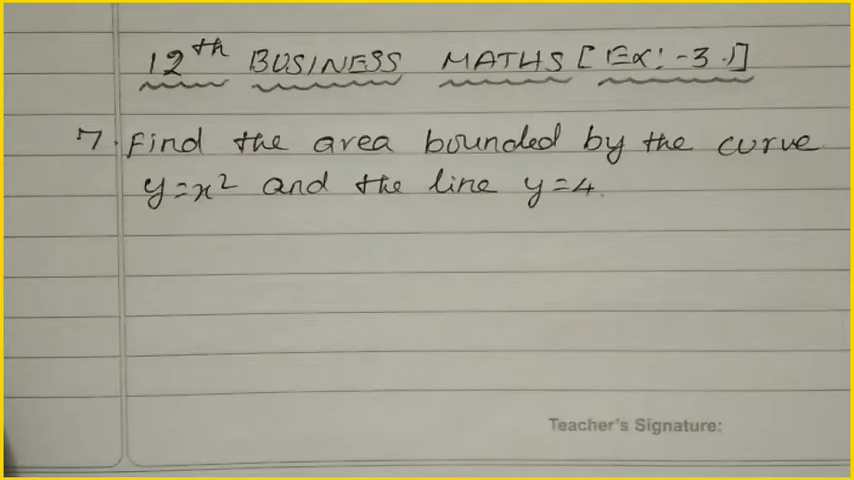 12th BUSINESS MATHS [Ex:-3.1]
7. Find the area bounded by the curve
y=x² and the line y=4.
Teacher's Signature: